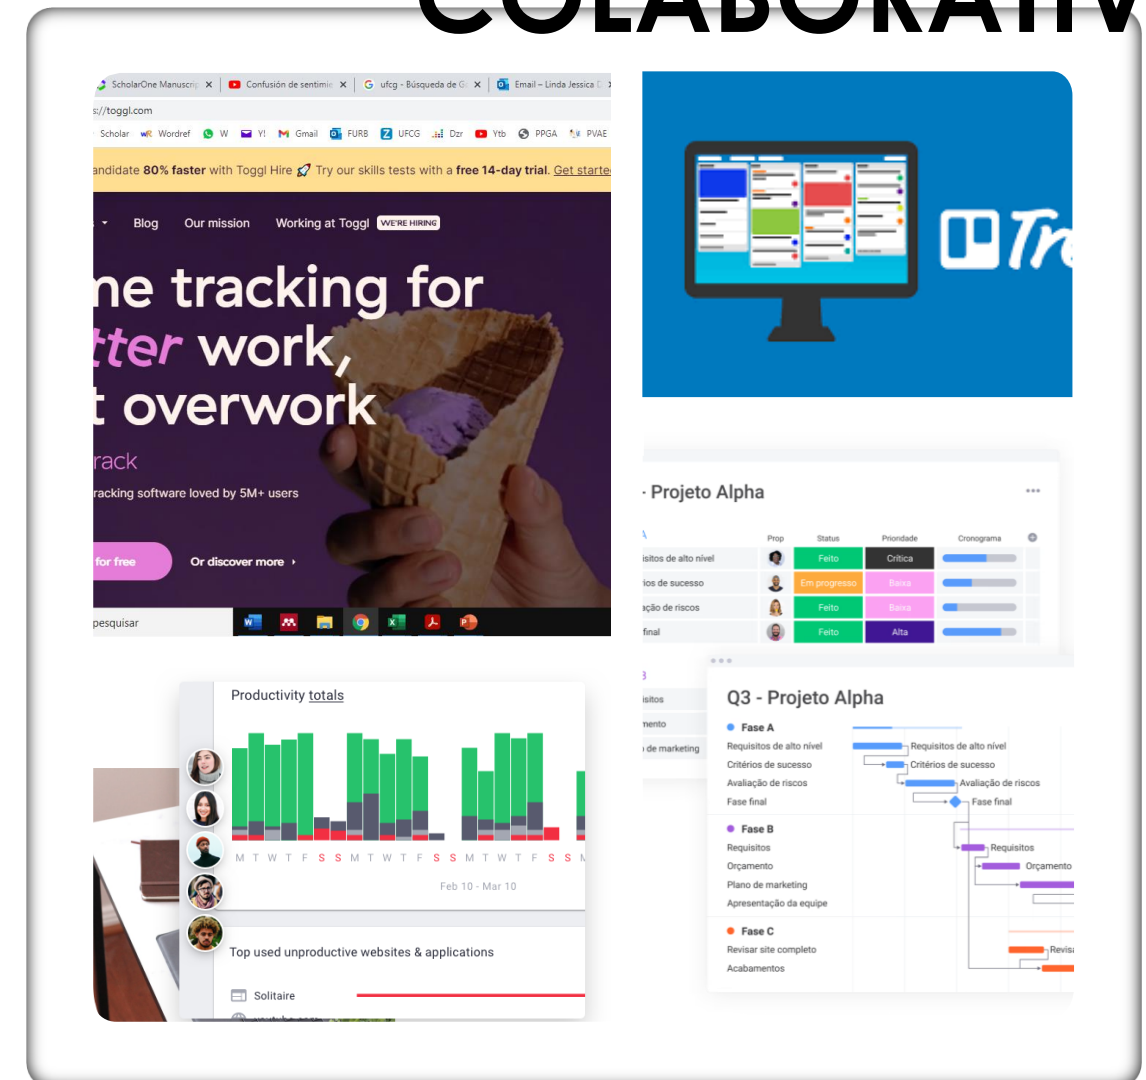 COLABORATIV
ScholarOne Manuscrip
Confusión de sentimie
ufcg - Búsqueda de G
Email – Linda Jessica D
s://toggl.com
Scholar
Wordref
W
Y!
Gmail
FURB
UFCG
Dzr
Ytb
PPGA
PVAE
andidate 80% faster with Toggl Hire 🚀 Try our skills tests with a free 14-day trial. Get starte
Blog
Our mission
Working at Toggl
WE'RE HIRING
me tracking for
tter work,
t overwork
rack
racking software loved by 5M+ users
for free
Or discover more
pesquisar
Tre
- Projeto Alpha
A
Prop
Status
Prioridade
Cronograma
isitos de alto nível
Feito
Crítica
ios de sucesso
Em progresso
Baixa
ação de riscos
Feito
Baixa
final
Feito
Alta
B
isitos
mento
de marketing
Q3 - Projeto Alpha
Fase A
Requisitos de alto nível
Requisitos de alto nível
Critérios de sucesso
Critérios de sucesso
Avaliação de riscos
Avaliação de riscos
Fase final
Fase final
Fase B
Requisitos
Requisitos
Orçamento
Orçamento
Plano de marketing
Apresentação da equipe
Fase C
Revisar site completo
Revisa
Acabamentos
Productivity totals
M T W T F S S M T W T F S S M T W T F S S M
Feb 10 - Mar 10
Top used unproductive websites & applications
Solitaire